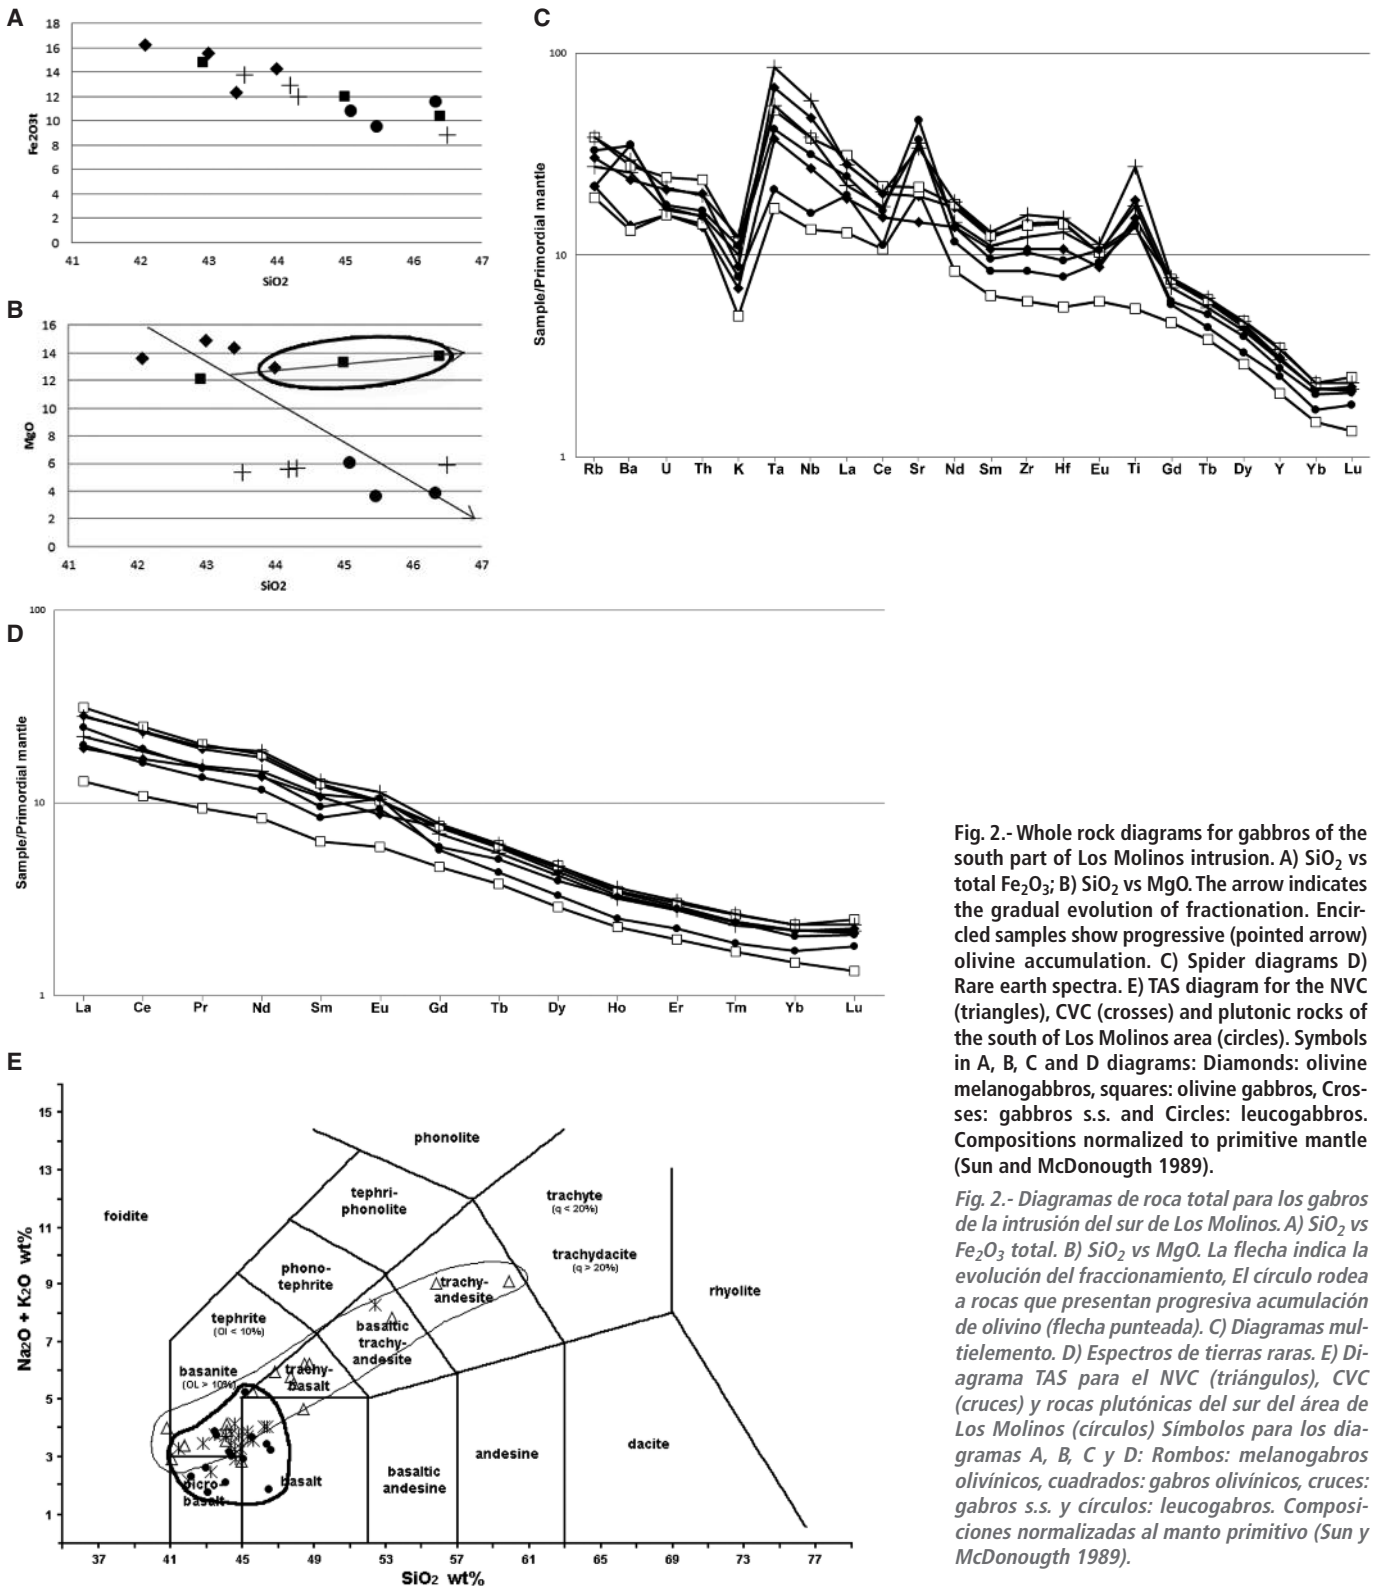 A
18
16
14
12
10
8
6
4
2
0
Fe2O3t
41 42 43 44 45 46 47
SiO2
B
16
14
12
10
8
6
4
2
0
MgO
41 42 43 44 45 46 47
SiO2
C
100
10
1
Sample/Primordial mantle
Rb Ba U Th K Ta Nb La Ce Sr Nd Sm Zr Hf Eu Ti Gd Tb Dy Y Yb Lu
D
100
10
1
Sample/Primordial mantle
La Ce Pr Nd Sm Eu Gd Tb Dy Ho Er Tm Yb Lu
E
15
13
11
9
7
5
3
1
Na2O + K2O wt%
phonolite
foidite
tephri-
phonolite
trachyte
(q < 20%)
trachydacite
(q > 20%)
phono-
tephrite
trachy-
andesite
rhyolite
tephrite
(Ol < 10%)
basaltic
trachy-
andesite
basanite
(OL > 10%)
trachy-
basalt
picro-
basalt
basalt
basaltic
andesine
andesine
dacite
37 41 45 49 53 57 61 65 69 73 77
SiO2 wt%
Fig. 2.- Whole rock diagrams for gabbros of the
south part of Los Molinos intrusion. A) SiO2 vs
total Fe2O3; B) SiO2 vs MgO. The arrow indicates
the gradual evolution of fractionation. Encir-
cled samples show progressive (pointed arrow)
olivine accumulation. C) Spider diagrams D)
Rare earth spectra. E) TAS diagram for the NVC
(triangles), CVC (crosses) and plutonic rocks of
the south of Los Molinos area (circles). Symbols
in A, B, C and D diagrams: Diamonds: olivine
melanogabbros, squares: olivine gabbros, Cros-
ses: gabbros s.s. and Circles: leucogabbros.
Compositions normalized to primitive mantle
(Sun and McDonougth 1989).
Fig. 2.- Diagramas de roca total para los gabros
de la intrusión del sur de Los Molinos. A) SiO2 vs
Fe2O3 total. B) SiO2 vs MgO. La flecha indica la
evolución del fraccionamiento, El círculo rodea
a rocas que presentan progresiva acumulación
de olivino (flecha punteada). C) Diagramas mul-
tielemento. D) Espectros de tierras raras. E) Di-
agrama TAS para el NVC (triángulos), CVC
(cruces) y rocas plutónicas del sur del área de
Los Molinos (círculos) Símbolos para los dia-
gramas A, B, C y D: Rombos: melanogabros
olivínicos, cuadrados: gabros olivínicos, cruces:
gabros s.s. y círculos: leucogabros. Composi-
ciones normalizadas al manto primitivo (Sun y
McDonougth 1989).